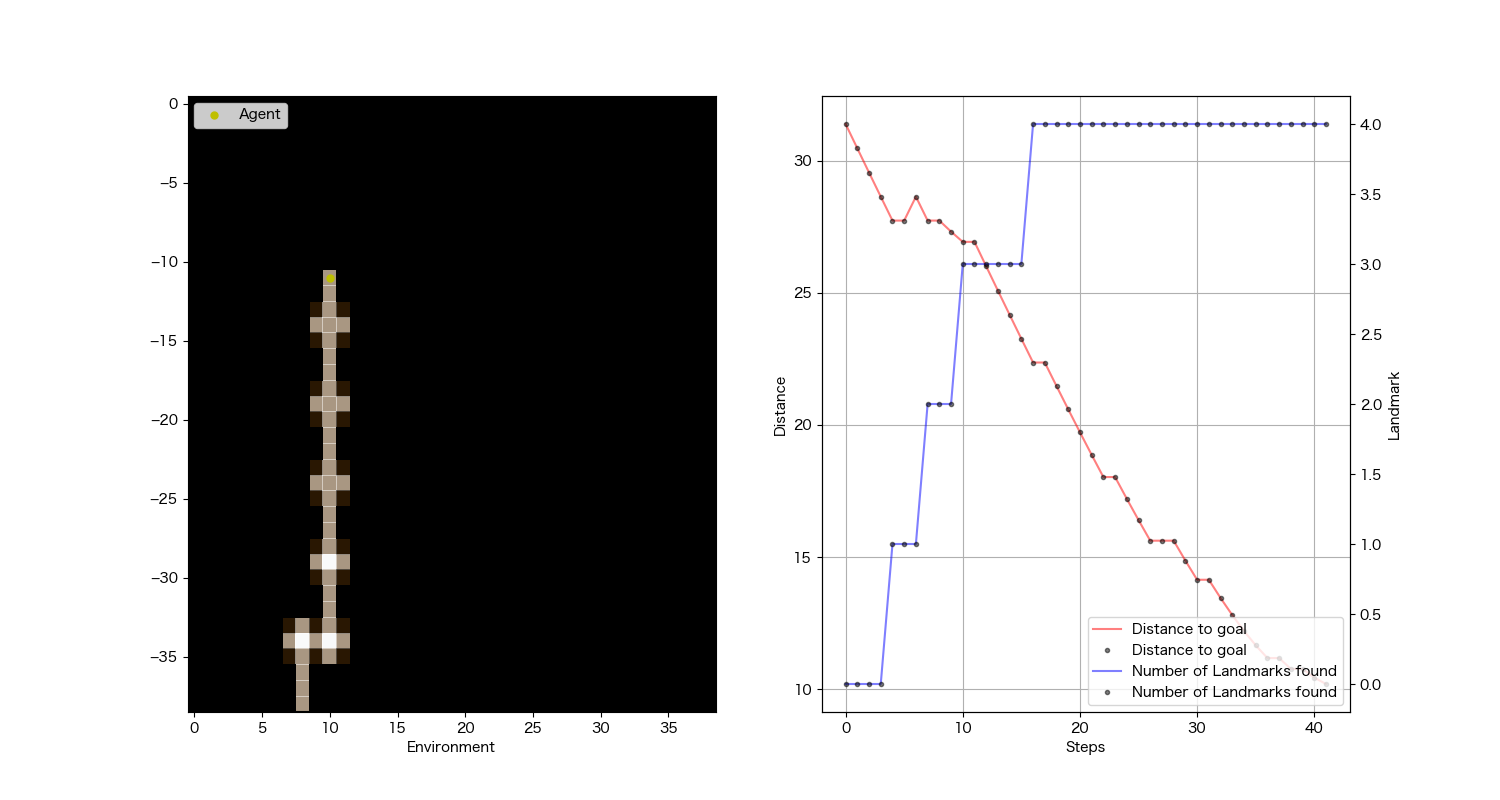 Agent
0
−5
−10
−15
−20
−25
−30
−35
0 5 10 15 20 25 30 35
Environment
Distance
30
25
20
15
10
0 10 20 30 40
Steps
4.0
3.5
3.0
2.5
2.0
1.5
1.0
0.5
0.0
Landmark
Distance to goal
Distance to goal
Number of Landmarks found
Number of Landmarks found